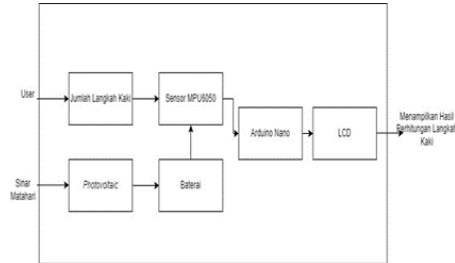 User
Jumlah Langkah Kaki
Sensor MPU6050
Arduino Nano
LCD
Menampilkan Hasil
Perhitungan Langkah
Kaki
Sinar
Matahari
Photovoltaic
Baterai